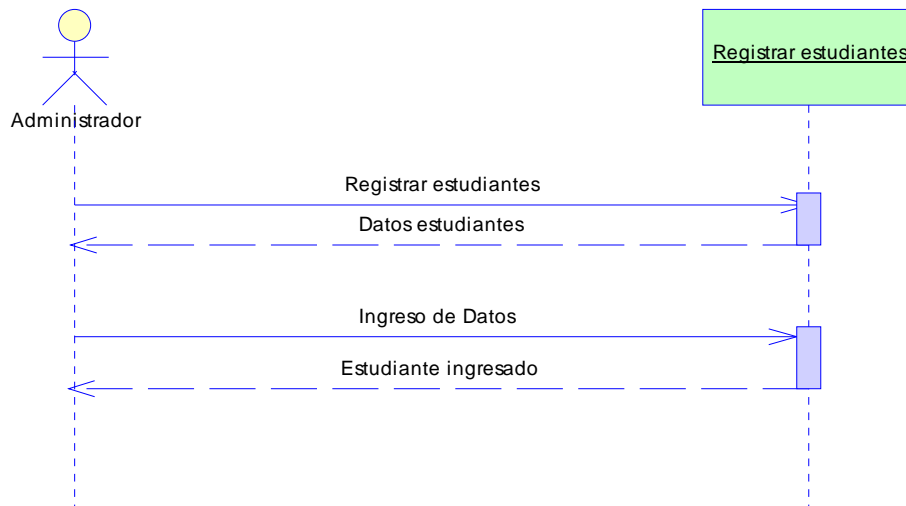 Registrar estudiantes
Administrador
Registrar estudiantes
Datos estudiantes
Ingreso de Datos
Estudiante ingresado